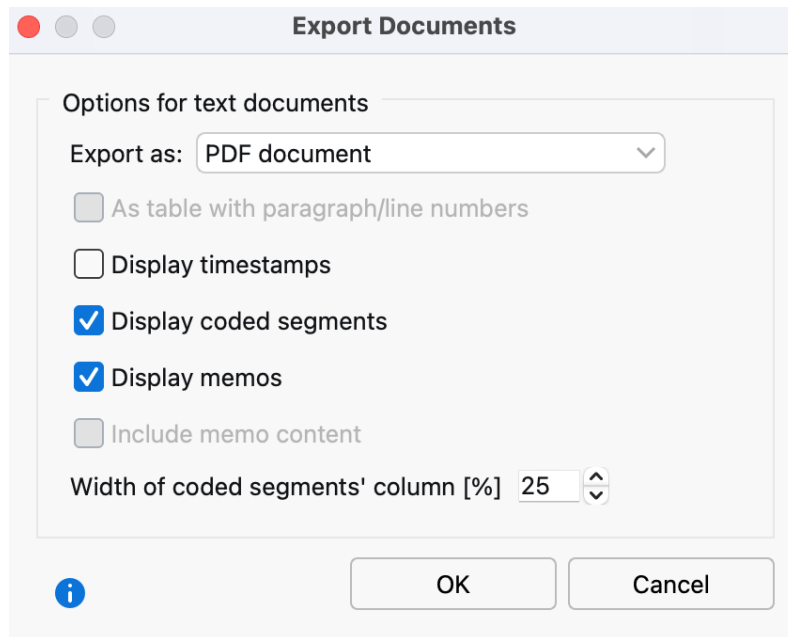 Export Documents
Options for text documents
Export as: PDF document
As table with paragraph/line numbers
Display timestamps
Display coded segments
Display memos
Include memo content
Width of coded segments' column [%] 25
OK Cancel